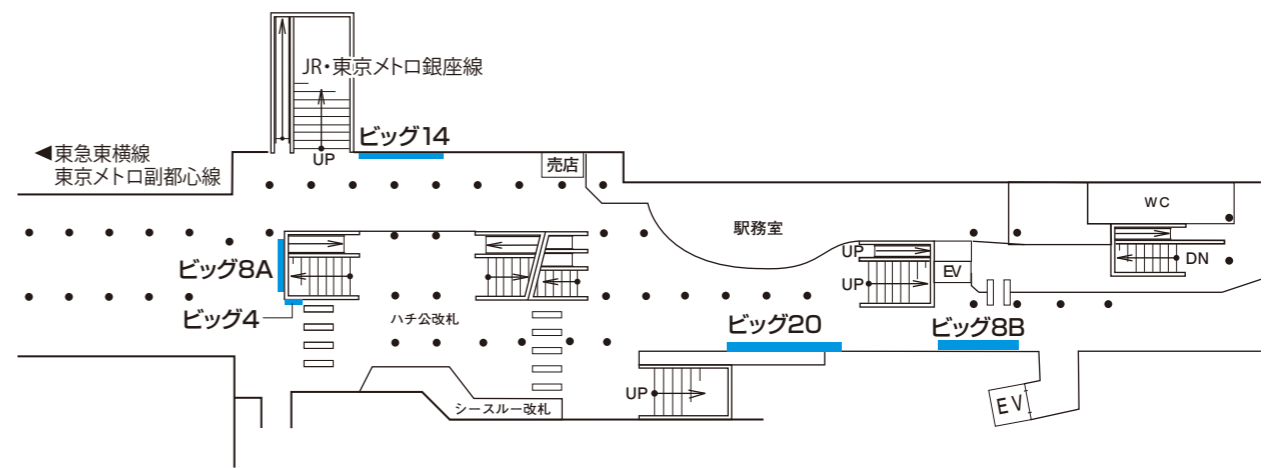 JR・東京メトロ銀座線
UP
ビッグ14
◀東急東横線
東京メトロ副都心線
売店
WC
駅務室
ビッグ8A
UP
EV
UP
DN
ビッグ4
ハチ公改札
ビッグ20
ビッグ8B
UP
シースルー改札
EV